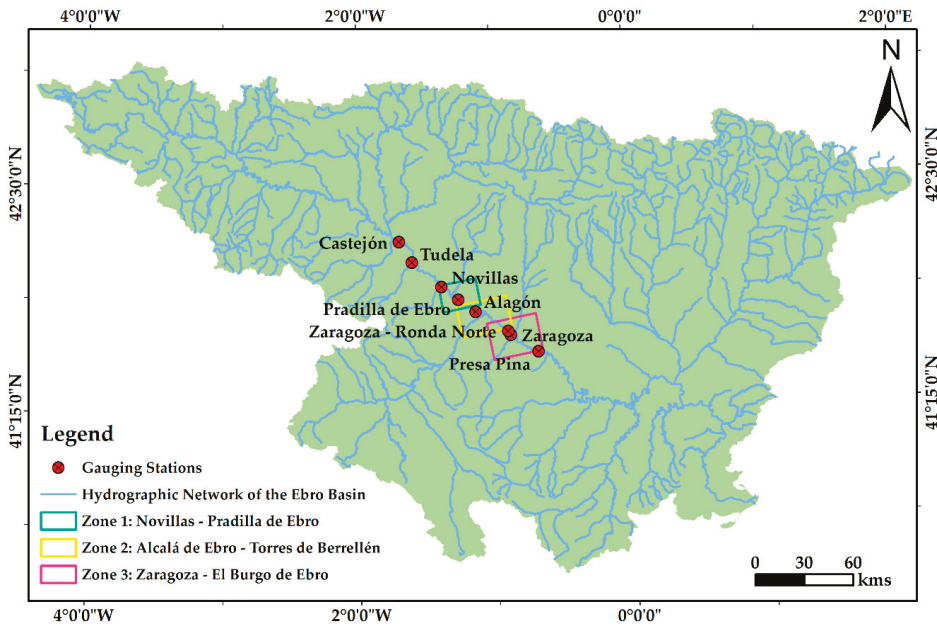 4°0'0"W 2°0'0"W 0°0'0" 2°0'0"E
N
42°30'0"N
42°30'0"N
Castejón
Tudela
Novillas
Pradilla de Ebro
Alagón
Zaragoza - Ronda Norte
Zaragoza
Presa Pina
41°15'0"N
41°15'0"N
Legend
Gauging Stations
Hydrographic Network of the Ebro Basin
Zone 1: Novillas - Pradilla de Ebro
Zone 2: Alcalá de Ebro - Torres de Berrellén
Zone 3: Zaragoza - El Burgo de Ebro
0 30 60
kms
4°0'0"W 2°0'0"W 0°0'0"